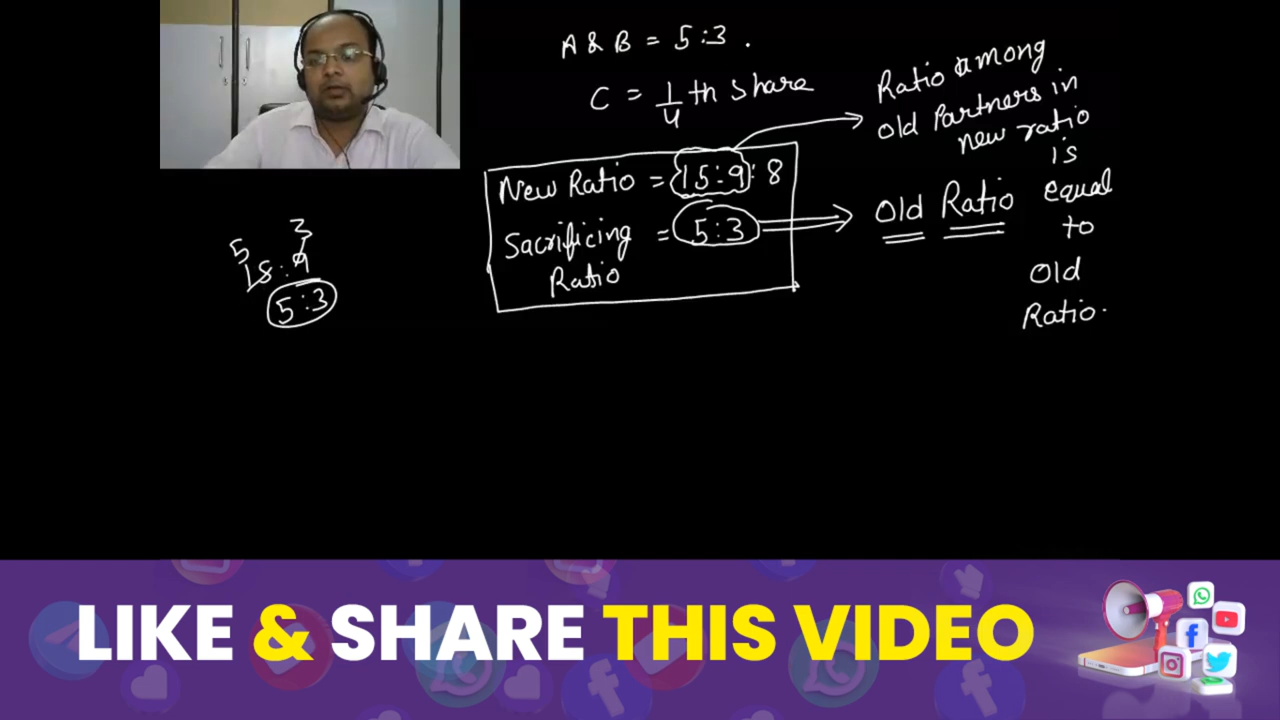 A & B = 5:3.
C = 1/4 th share
New Ratio = 15:9:8
Sacrificing = 5:3
Ratio
Ratio among
old Partners in
new ratio
is
equal
to
Old
Ratio.
Old Ratio
5 3
15:9
5:3
LIKE & SHARE THIS VIDEO